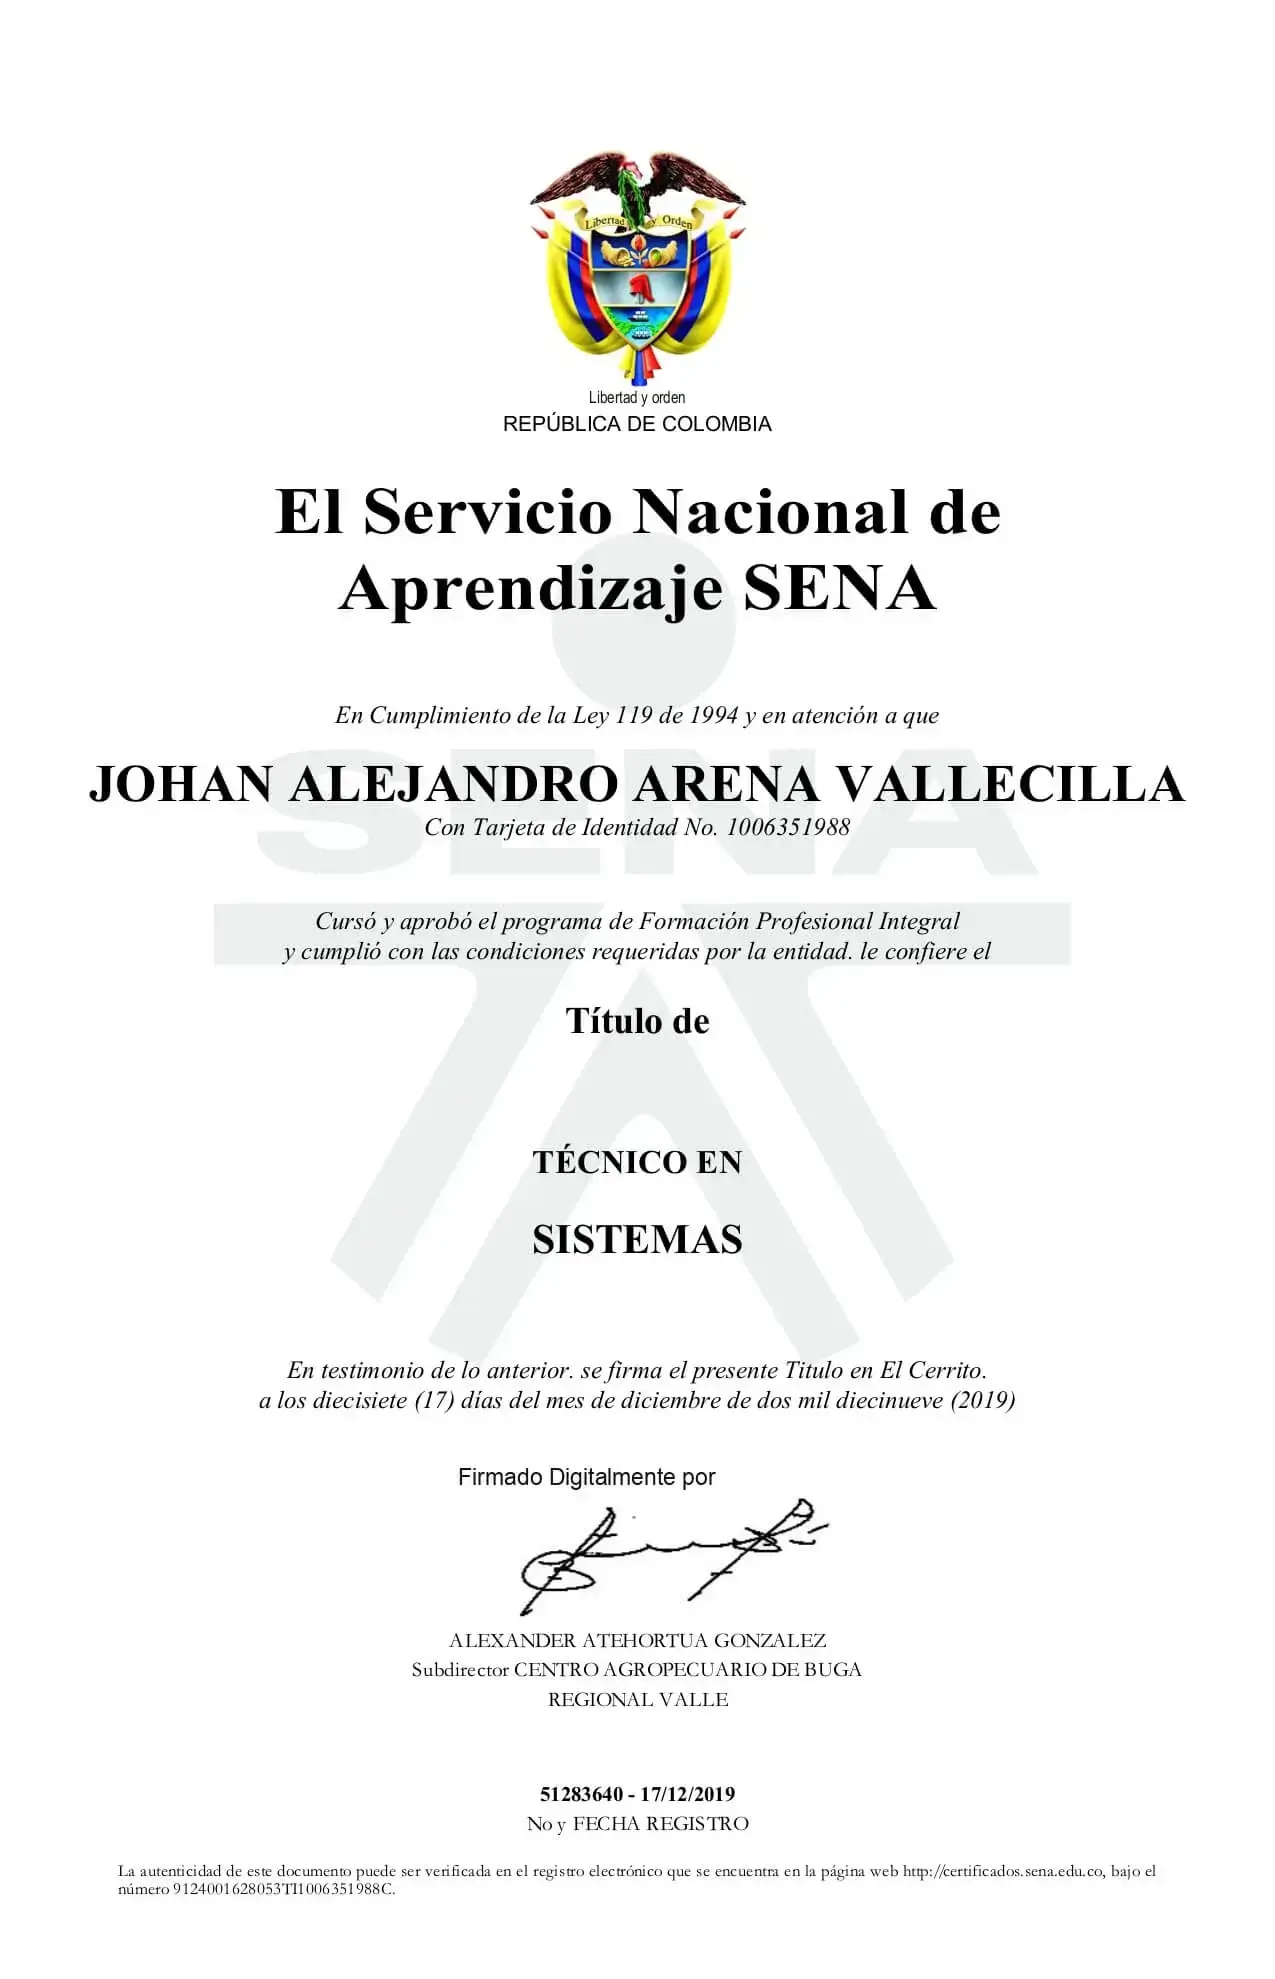 Libertad y Orden
Libertad y orden
REPÚBLICA DE COLOMBIA
El Servicio Nacional de
Aprendizaje SENA
En Cumplimiento de la Ley 119 de 1994 y en atención a que
SENA
JOHAN ALEJANDRO ARENA VALLECILLA
Con Tarjeta de Identidad No. 1006351988
Cursó y aprobó el programa de Formación Profesional Integral
y cumplió con las condiciones requeridas por la entidad. le confiere el
Título de
TÉCNICO EN
SISTEMAS
En testimonio de lo anterior. se firma el presente Titulo en El Cerrito.
a los diecisiete (17) días del mes de diciembre de dos mil diecinueve (2019)
Firmado Digitalmente por
ALEXANDER ATEHORTUA GONZALEZ
Subdirector CENTRO AGROPECUARIO DE BUGA
REGIONAL VALLE
51283640 - 17/12/2019
No y FECHA REGISTRO
La autenticidad de este documento puede ser verificada en el registro electrónico que se encuentra en la página web http://certificados.sena.edu.co, bajo el
número 9124001628053TI1006351988C.